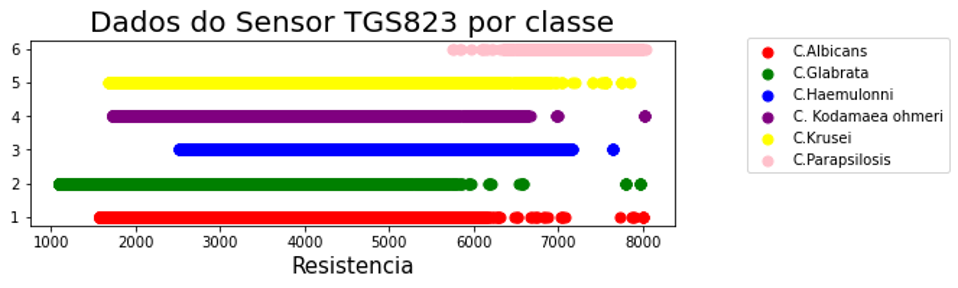 Dados do Sensor TGS823 por classe
6
5
4
3
2
1
1000 2000 3000 4000 5000 6000 7000 8000
Resistencia
C.Albicans
C.Glabrata
C.Haemulonni
C. Kodamaea ohmeri
C.Krusei
C.Parapsilosis